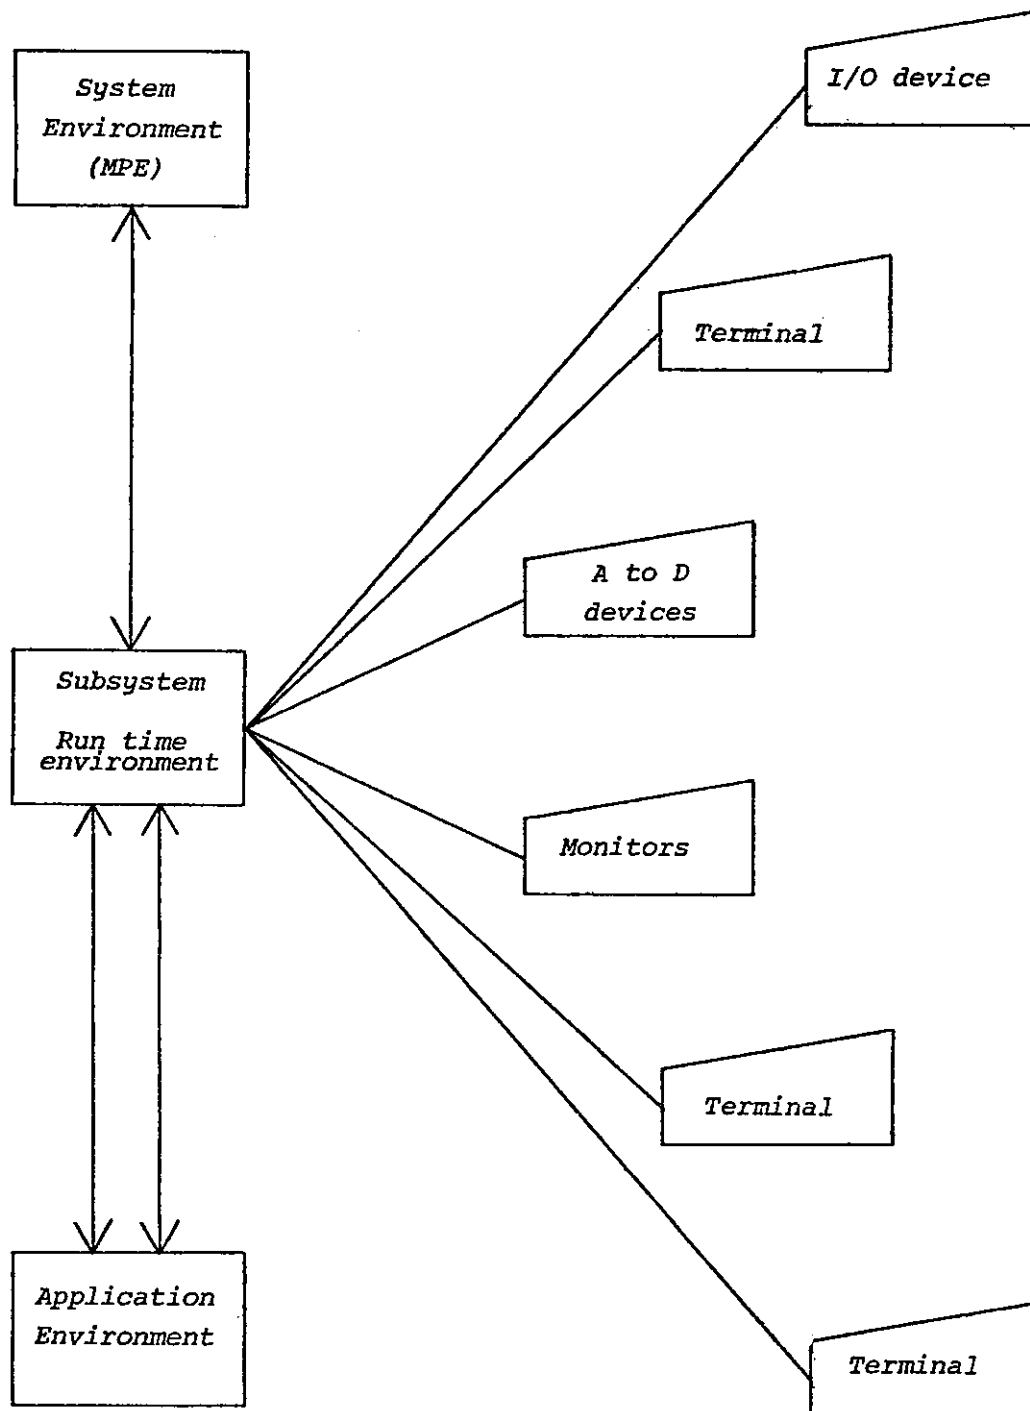 System
Environment
(MPE)
I/O device
Terminal
A to D
devices
Subsystem
Run time
environment
Monitors
Terminal
Application
Environment
Terminal